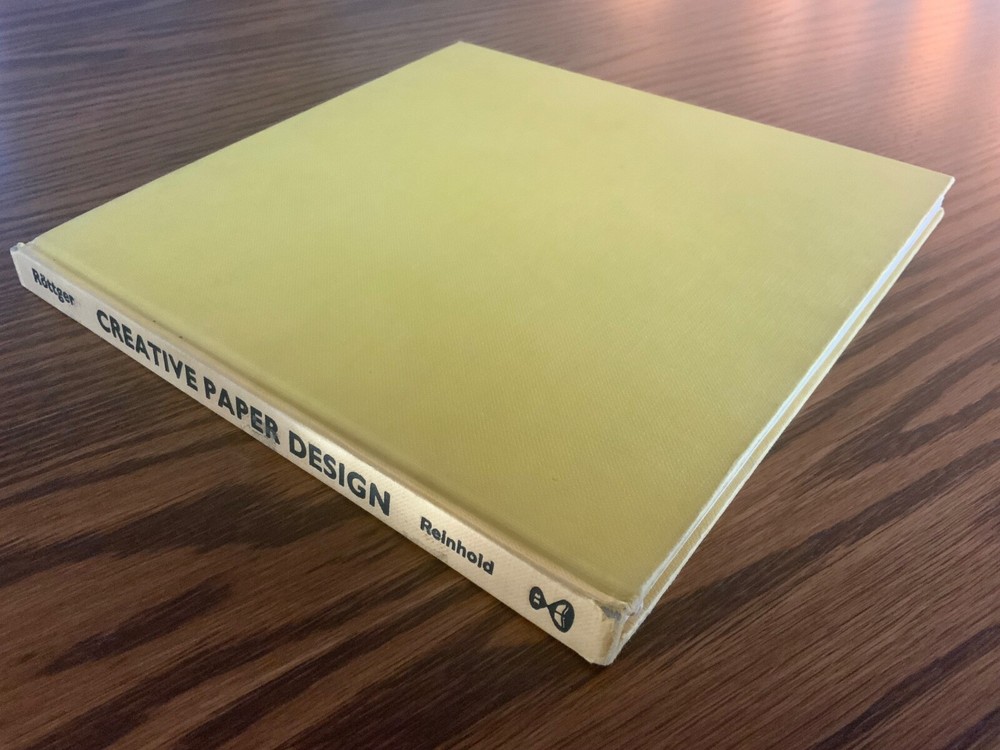 Röttger
CREATIVE PAPER DESIGN
Reinhold